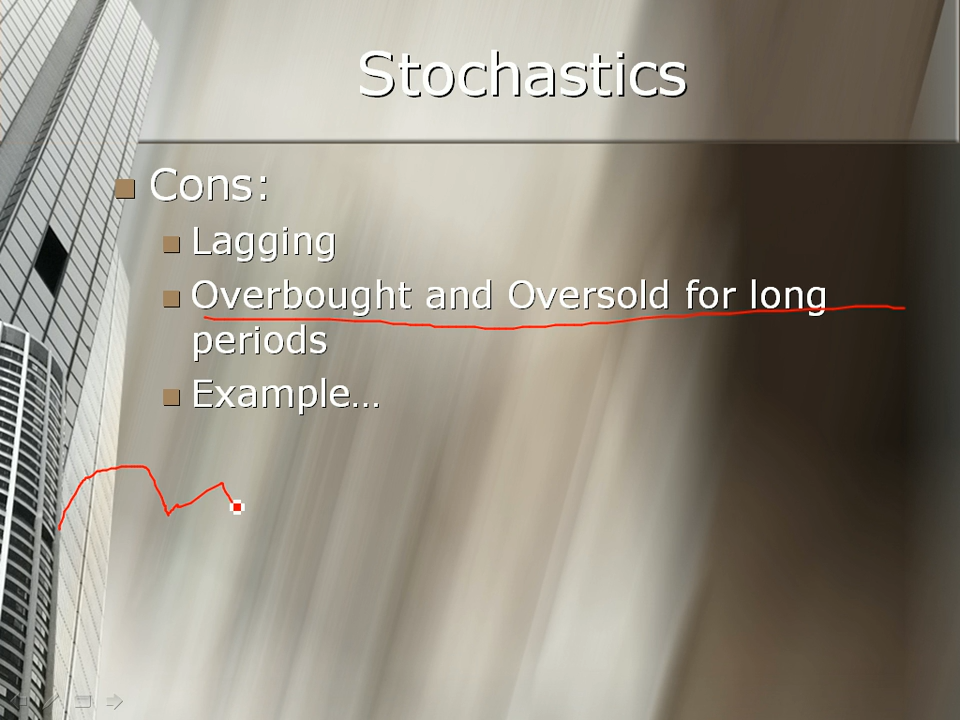 Stochastics
Cons:
Lagging
Overbought and Oversold for long
periods
Example…